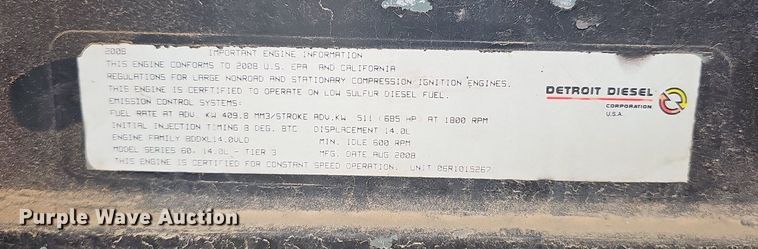 2008 IMPORTANT ENGINE INFORMATION
THIS ENGINE CONFORMS TO 2008 U.S. EPA AND CALIFORNIA
REGULATIONS FOR LARGE NONROAD AND STATIONARY COMPRESSION IGNITION ENGINES.
THIS ENGINE IS CERTIFIED TO OPERATE ON LOW SULFUR DIESEL FUEL.
EMISSION CONTROL SYSTEMS:
FUEL RATE AT ADV. KW 409.8 MM3/STROKE ADV.KW 511 (685 HP) AT 1800 RPM
INITIAL INJECTION TIMING 8 DEG. BTC DISPLACEMENT 14.0L
ENGINE FAMILY 8DDXL14.0VLD MIN. IDLE 600 RPM
MODEL SERIES 60, 14.0L - TIER 3 MFG. DATE AUG 2008
THIS ENGINE IS CERTIFIED FOR CONSTANT SPEED OPERATION. UNIT 06R1015267
DETROIT DIESEL
CORPORATION
U.S.A.
Purple Wave Auction